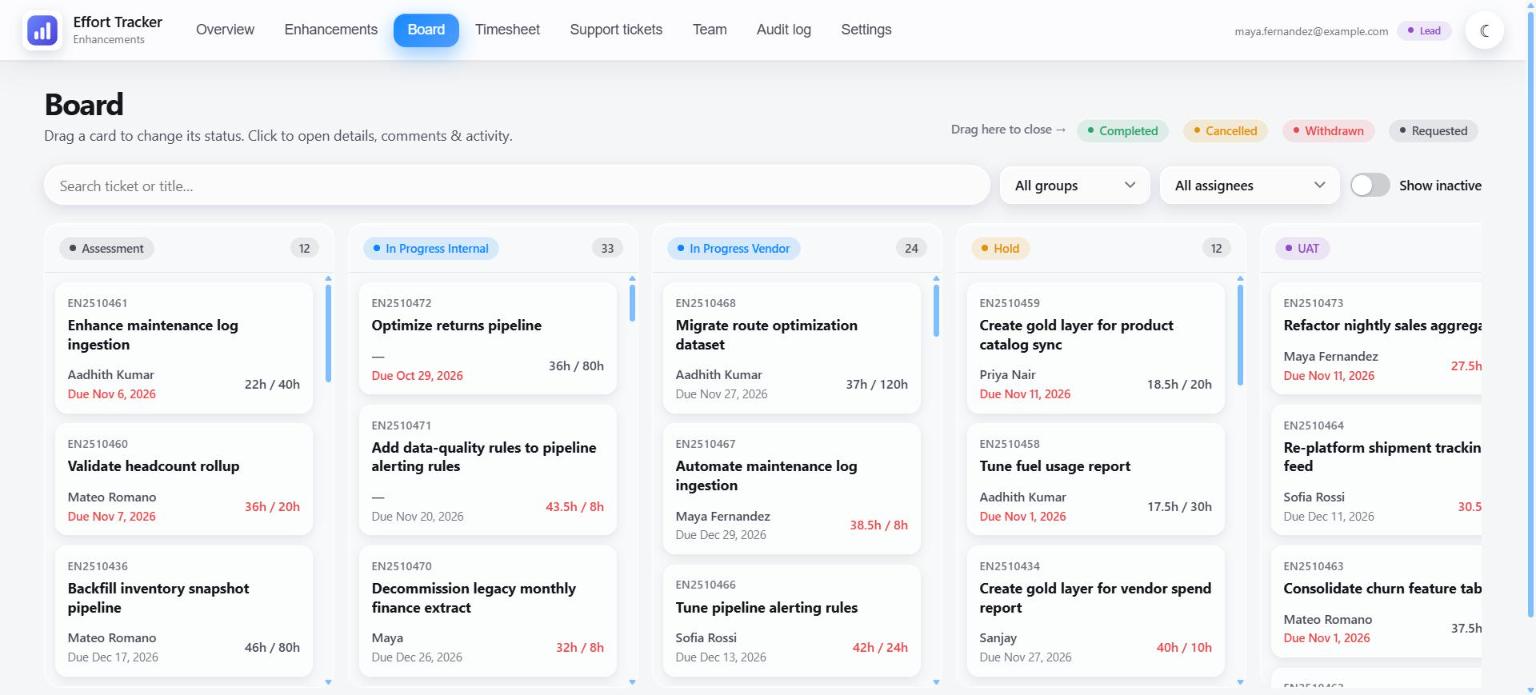 Effort Tracker
Enhancements
Overview
Enhancements
Board
Timesheet
Support tickets
Team
Audit log
Settings
maya.fernandez@example.com
Lead
Board
Drag a card to change its status. Click to open details, comments & activity.
Drag here to close →
Completed
Cancelled
Withdrawn
Requested
Search ticket or title...
All groups
All assignees
Show inactive
Assessment
12
EN2510461
Enhance maintenance log
ingestion
Aadhith Kumar
Due Nov 6, 2026
22h / 40h
EN2510460
Validate headcount rollup
Mateo Romano
Due Nov 7, 2026
36h / 20h
EN2510436
Backfill inventory snapshot
pipeline
Mateo Romano
Due Dec 17, 2026
46h / 80h
In Progress Internal
33
EN2510472
Optimize returns pipeline
—
Due Oct 29, 2026
36h / 80h
EN2510471
Add data-quality rules to pipeline
alerting rules
—
Due Nov 20, 2026
43.5h / 8h
EN2510470
Decommission legacy monthly
finance extract
Maya
Due Dec 26, 2026
32h / 8h
In Progress Vendor
24
EN2510468
Migrate route optimization
dataset
Aadhith Kumar
Due Nov 27, 2026
37h / 120h
EN2510467
Automate maintenance log
ingestion
Maya Fernandez
Due Dec 29, 2026
38.5h / 8h
EN2510466
Tune pipeline alerting rules
Sofia Rossi
Due Dec 13, 2026
42h / 24h
Hold
12
EN2510459
Create gold layer for product
catalog sync
Priya Nair
Due Nov 11, 2026
18.5h / 20h
EN2510458
Tune fuel usage report
Aadhith Kumar
Due Nov 1, 2026
17.5h / 30h
EN2510434
Create gold layer for vendor spend
report
Sanjay
Due Nov 27, 2026
40h / 10h
UAT
EN2510473
Refactor nightly sales aggrega
Maya Fernandez
Due Nov 11, 2026
27.5h
EN2510464
Re-platform shipment trackin
feed
Sofia Rossi
Due Dec 11, 2026
30.5
EN2510463
Consolidate churn feature tab
Mateo Romano
Due Nov 1, 2026
37.5h